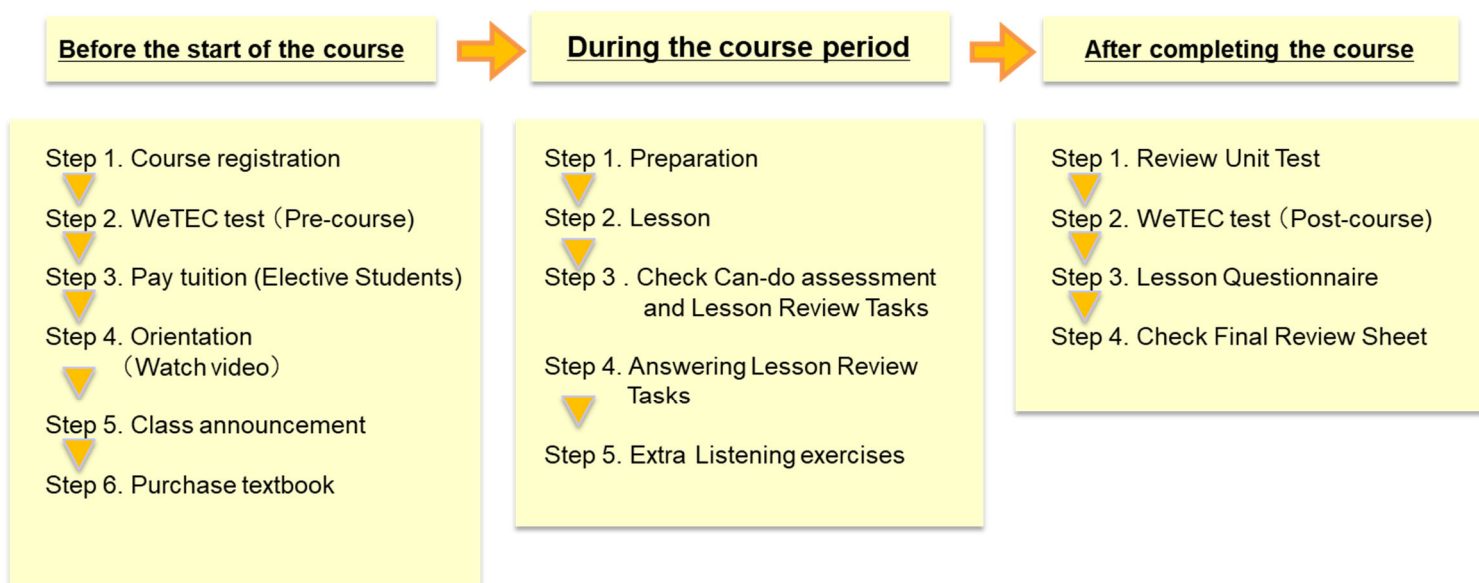 Before the start of the course
During the course period
After completing the course
Step 1. Course registration
Step 2. WeTEC test（Pre-course)
Step 3. Pay tuition (Elective Students)
Step 4. Orientation
（Watch video）
Step 5. Class announcement
Step 6. Purchase textbook
Step 1. Preparation
Step 2. Lesson
Step 3 . Check Can-do assessment
and Lesson Review Tasks
Step 4. Answering Lesson Review
Tasks
Step 5. Extra Listening exercises
Step 1. Review Unit Test
Step 2. WeTEC test（Post-course)
Step 3. Lesson Questionnaire
Step 4. Check Final Review Sheet